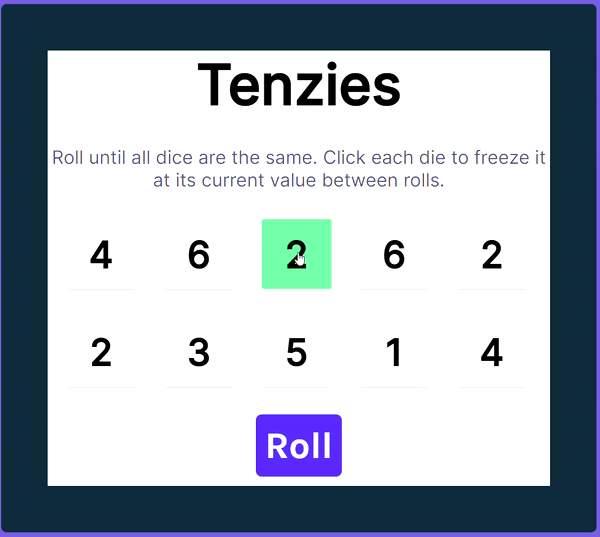 Tenzies
Roll until all dice are the same. Click each die to freeze it
at its current value between rolls.
4 6 2 6 2
2 3 5 1 4
Roll